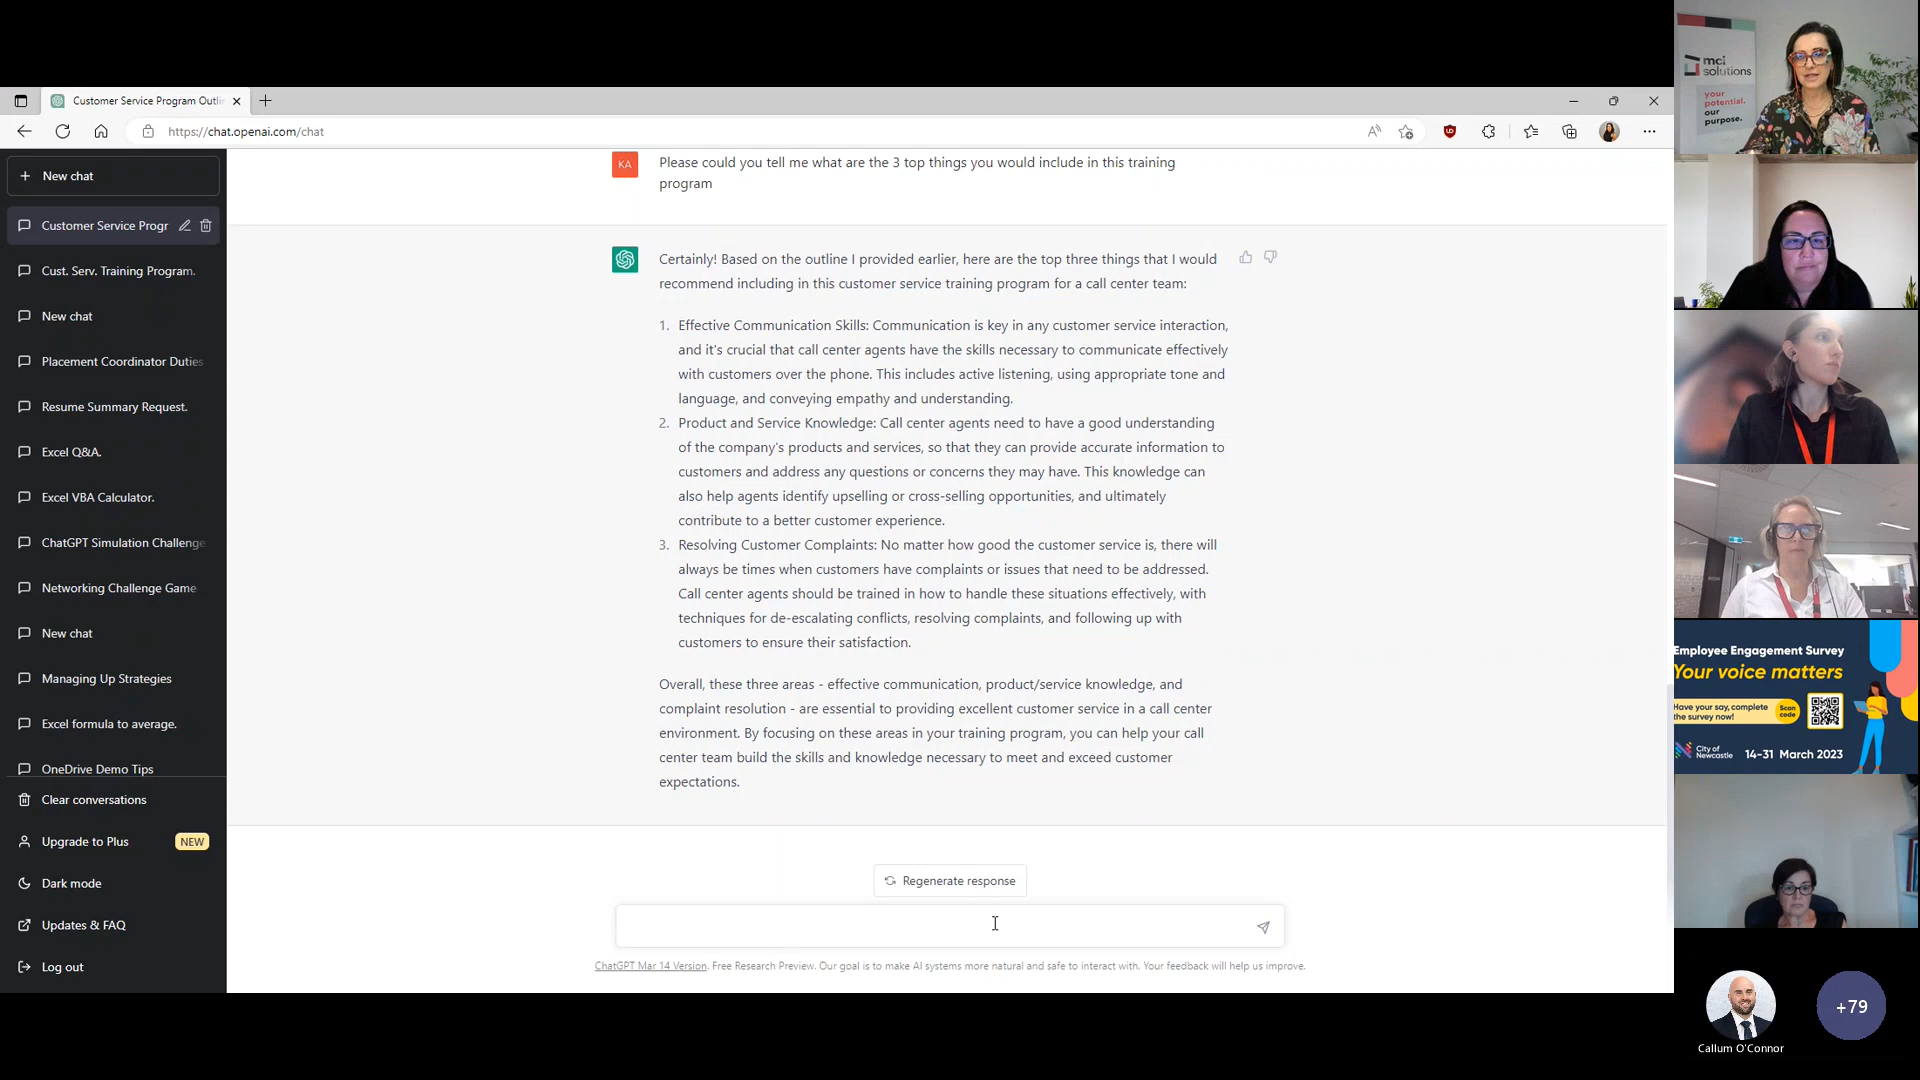 Customer Service Program Outli
https://chat.openai.com/chat
New chat
Customer Service Progr
Cust. Serv. Training Program.
New chat
Placement Coordinator Duties
Resume Summary Request.
Excel Q&A.
Excel VBA Calculator.
ChatGPT Simulation Challenge
Networking Challenge Game
New chat
Managing Up Strategies
Excel formula to average.
OneDrive Demo Tips
Clear conversations
Upgrade to Plus NEW
Dark mode
Updates & FAQ
Log out
KA
Please could you tell me what are the 3 top things you would include in this training
program
Certainly! Based on the outline I provided earlier, here are the top three things that I would
recommend including in this customer service training program for a call center team:
1. Effective Communication Skills: Communication is key in any customer service interaction,
and it's crucial that call center agents have the skills necessary to communicate effectively
with customers over the phone. This includes active listening, using appropriate tone and
language, and conveying empathy and understanding.
2. Product and Service Knowledge: Call center agents need to have a good understanding
of the company's products and services, so that they can provide accurate information to
customers and address any questions or concerns they may have. This knowledge can
also help agents identify upselling or cross-selling opportunities, and ultimately
contribute to a better customer experience.
3. Resolving Customer Complaints: No matter how good the customer service is, there will
always be times when customers have complaints or issues that need to be addressed.
Call center agents should be trained in how to handle these situations effectively, with
techniques for de-escalating conflicts, resolving complaints, and following up with
customers to ensure their satisfaction.
Overall, these three areas - effective communication, product/service knowledge, and
complaint resolution - are essential to providing excellent customer service in a call center
environment. By focusing on these areas in your training program, you can help your call
center team build the skills and knowledge necessary to meet and exceed customer
expectations.
Regenerate response
ChatGPT Mar 14 Version. Free Research Preview. Our goal is to make AI systems more natural and safe to interact with. Your feedback will help us improve.
mci
solutions
your
potential.
our
purpose.
Employee Engagement Survey
Your voice matters
Have your say, complete
the survey now!
Scan
code
City of
Newcastle
14-31 March 2023
+79
Callum O'Connor